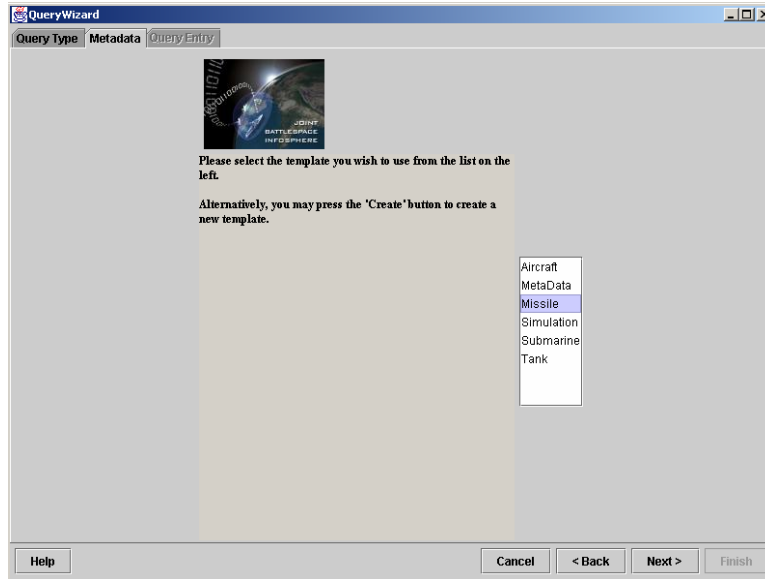 QueryWizard
Query Type Metadata Query Entry
JOINT
BATTLESPACE
INFOSPHERE
Please select the template you wish to use from the list on the
left.
Alternatively, you may press the 'Create' button to create a
new template.
Aircraft
MetaData
Missile
Simulation
Submarine
Tank
Help Cancel < Back Next > Finish